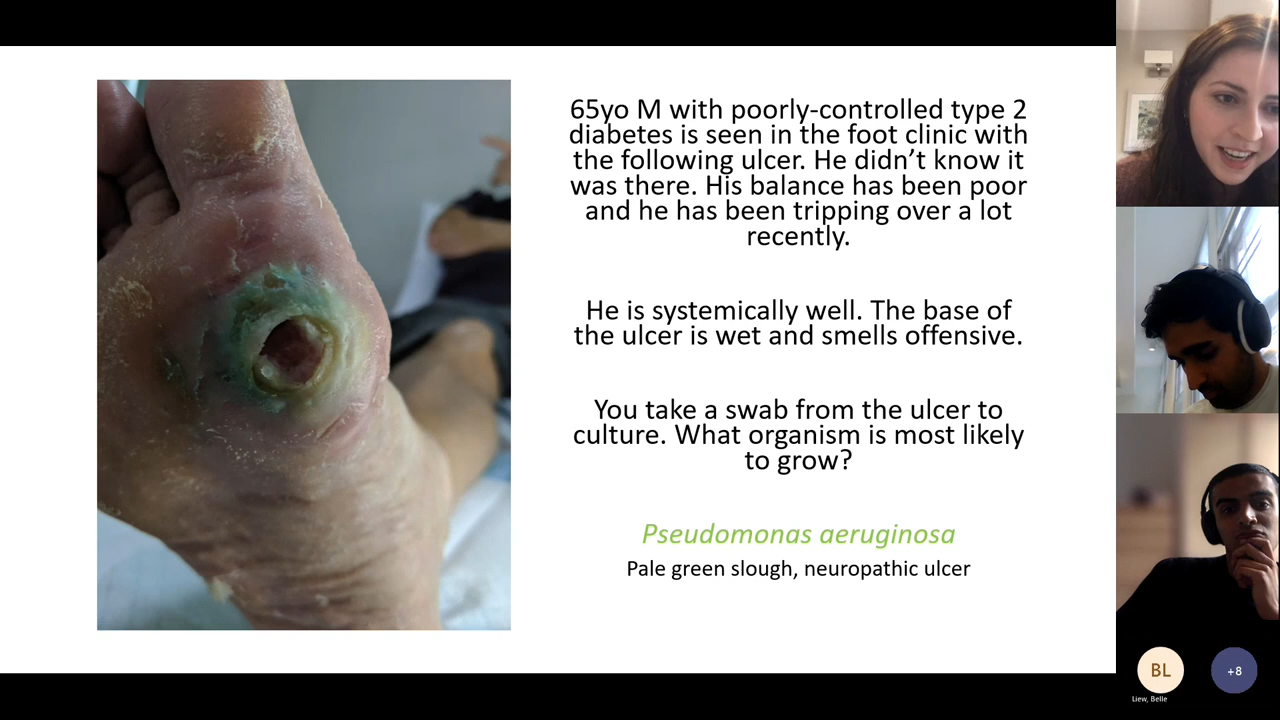 65yo M with poorly-controlled type 2
diabetes is seen in the foot clinic with
the following ulcer. He didn’t know it
was there. His balance has been poor
and he has been tripping over a lot
recently.
He is systemically well. The base of
the ulcer is wet and smells offensive.
You take a swab from the ulcer to
culture. What organism is most likely
to grow?
Pseudomonas aeruginosa
Pale green slough, neuropathic ulcer
BL
+8
Liew, Belle